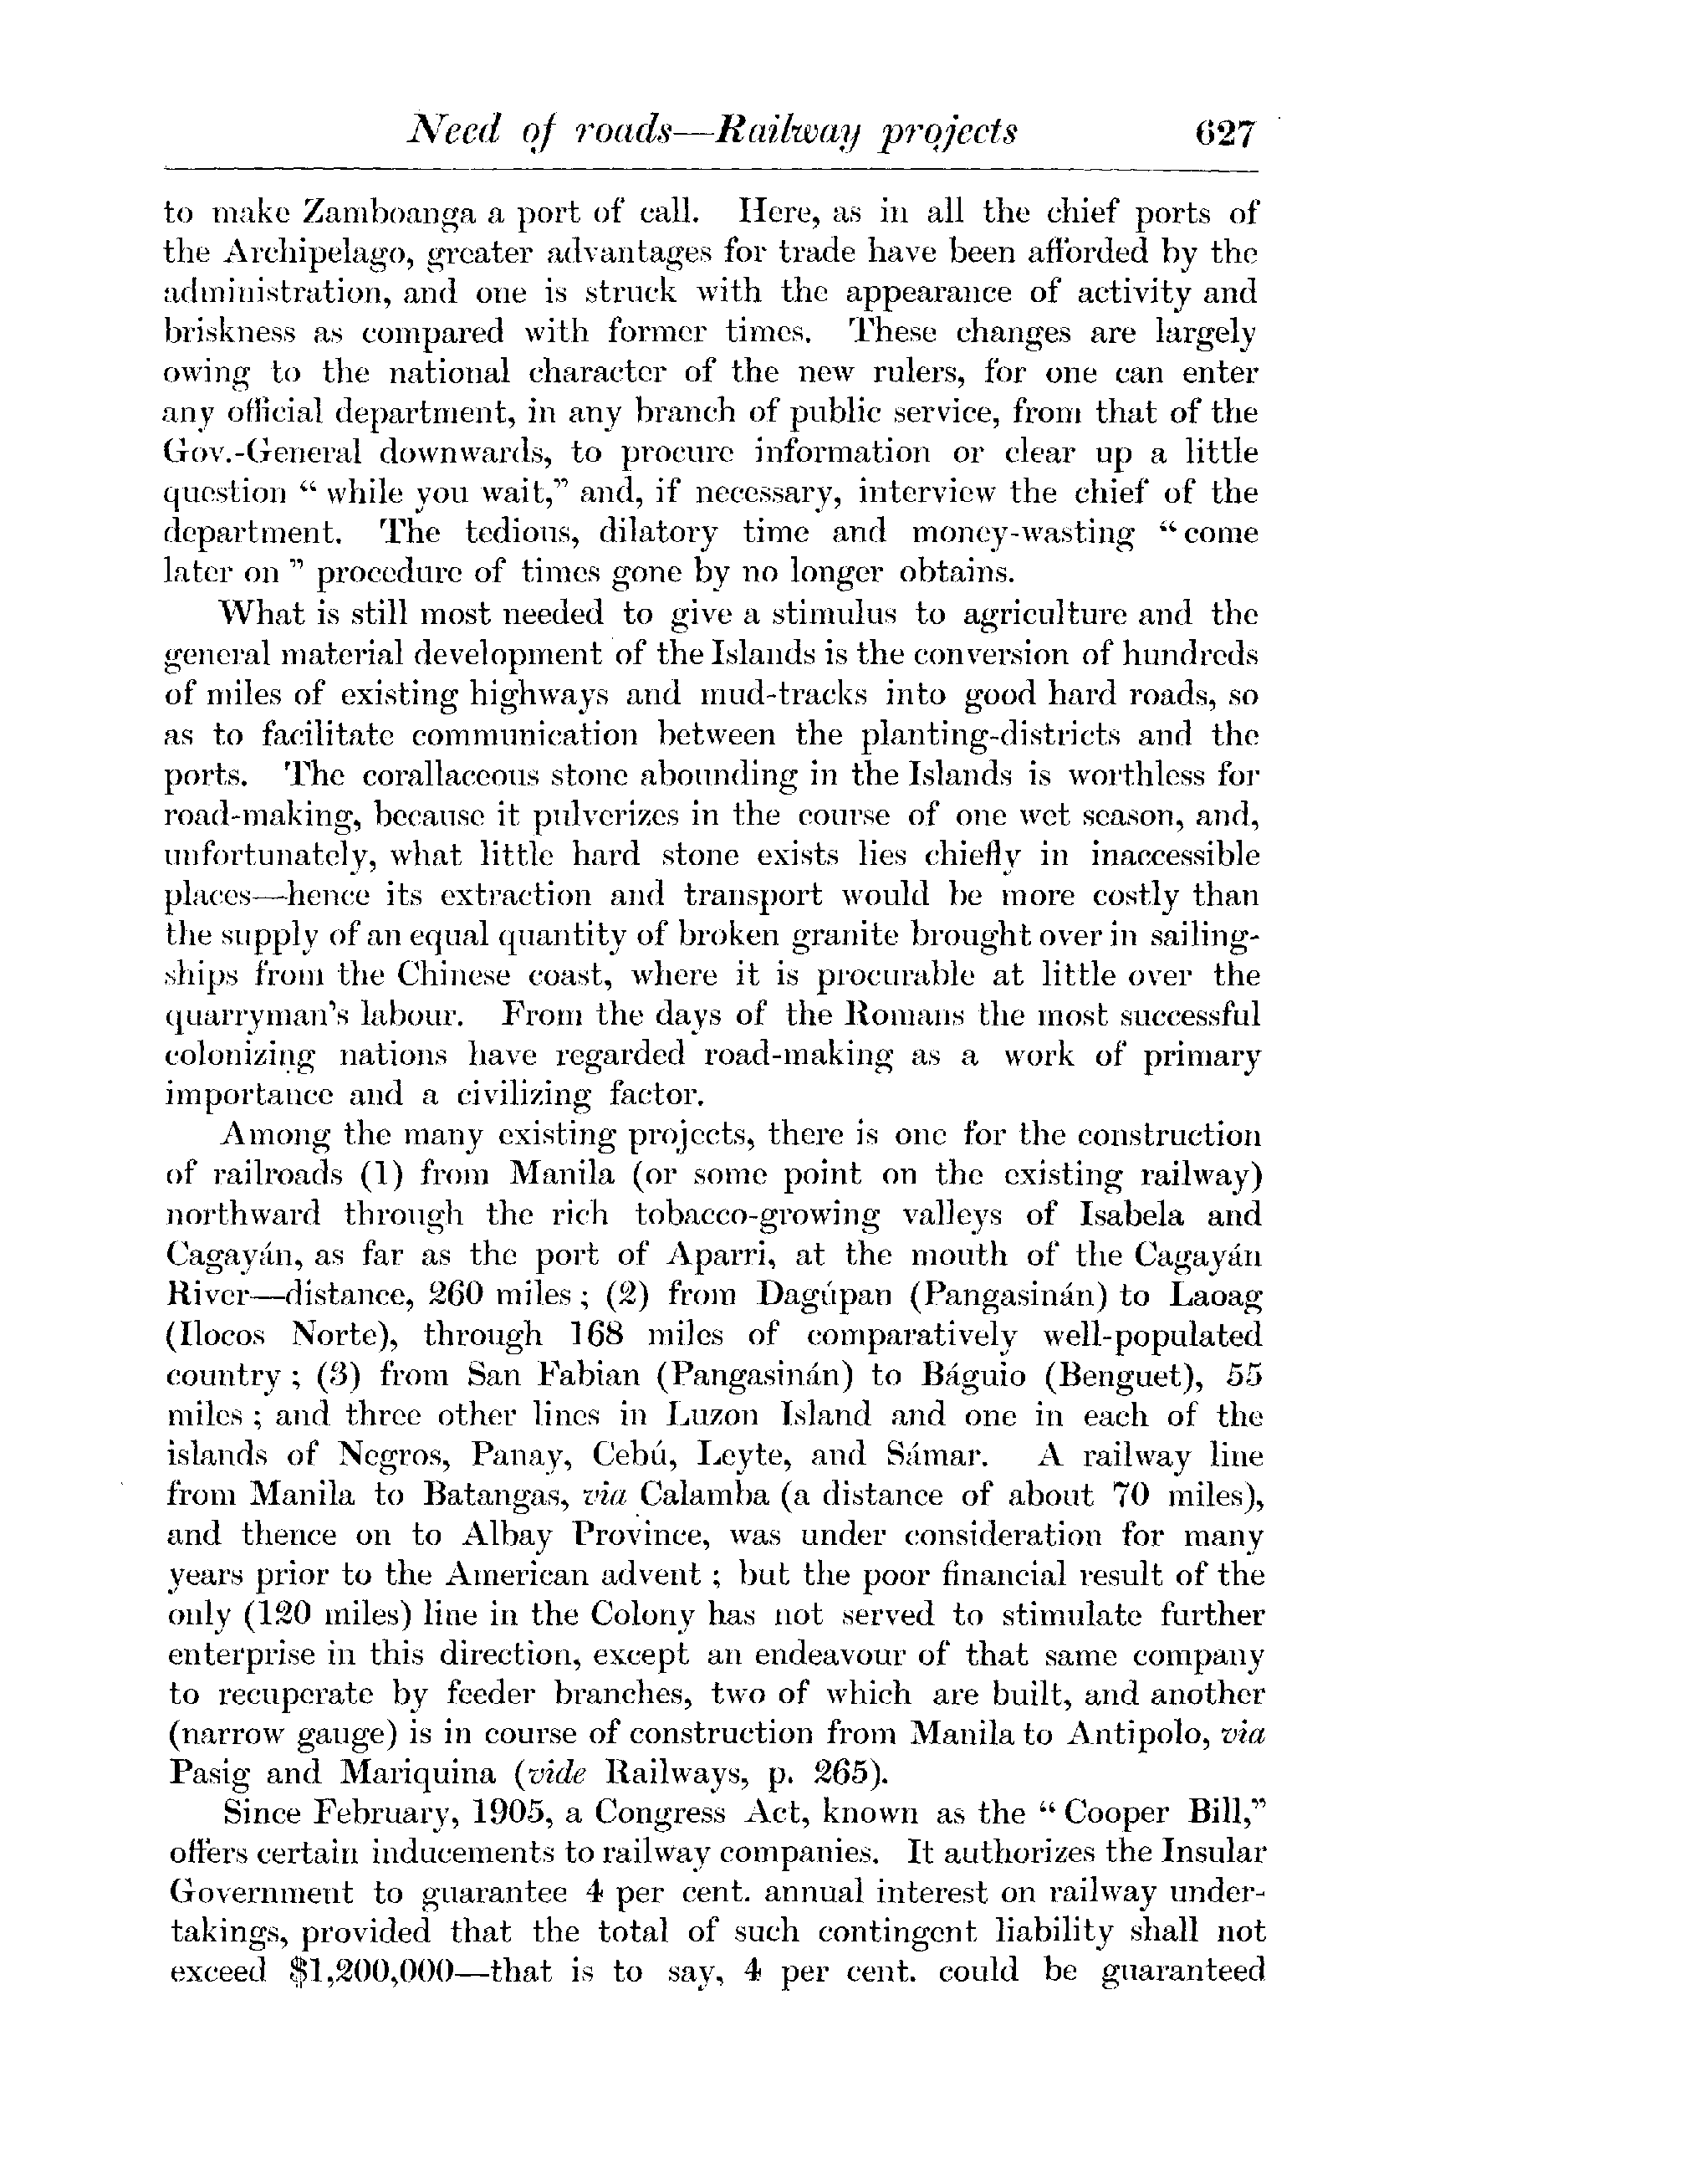 Need of roads—Railway projects 627
to make Zamboanga a port of call. Here, as in all the chief ports of
the Archipelago, greater advantages for trade have been afforded by the
administration, and one is struck with the appearance of activity and
briskness as compared with former times. These changes are largely
owing to the national character of the new rulers, for one can enter
any official department, in any branch of public service, from that of the
Gov.-General downwards, to procure information or clear up a little
question “ while you wait,” and, if necessary, interview the chief of the
department. The tedious, dilatory time and money-wasting “ come
later on ” procedure of times gone by no longer obtains.
What is still most needed to give a stimulus to agriculture and the
general material development of the Islands is the conversion of hundreds
of miles of existing highways and mud-tracks into good hard roads, so
as to facilitate communication between the planting-districts and the
ports. The corallaceous stone abounding in the Islands is worthless for
road-making, because it pulverizes in the course of one wet season, and,
unfortunately, what little hard stone exists lies chiefly in inaccessible
places—hence its extraction and transport would be more costly than
the supply of an equal quantity of broken granite brought over in sailing-
ships from the Chinese coast, where it is procurable at little over the
quarryman's labour. From the days of the Romans the most successful
colonizing nations have regarded road-making as a work of primary
importance and a civilizing factor.
Among the many existing projects, there is one for the construction
of railroads (1) from Manila (or some point on the existing railway)
northward through the rich tobacco-growing valleys of Isabela and
Cagayán, as far as the port of Aparri, at the mouth of the Cagayán
River—distance, 260 miles ; (2) from Dagúpan (Pangasinán) to Laoag
(Ilocos Norte), through 168 miles of comparatively well-populated
country ; (3) from San Fabian (Pangasinán) to Báguio (Benguet), 55
miles ; and three other lines in Luzon Island and one in each of the
islands of Negros, Panay, Cebú, Leyte, and Sámar. A railway line
from Manila to Batangas, via Calamba (a distance of about 70 miles),
and thence on to Albay Province, was under consideration for many
years prior to the American advent ; but the poor financial result of the
only (120 miles) line in the Colony has not served to stimulate further
enterprise in this direction, except an endeavour of that same company
to recuperate by feeder branches, two of which are built, and another
(narrow gauge) is in course of construction from Manila to Antipolo, via
Pasig and Mariquina (vide Railways, p. 265).
Since February, 1905, a Congress Act, known as the “ Cooper Bill,”
offers certain inducements to railway companies. It authorizes the Insular
Government to guarantee 4 per cent. annual interest on railway under-
takings, provided that the total of such contingent liability shall not
exceed $1,200,000—that is to say, 4 per cent. could be guaranteed